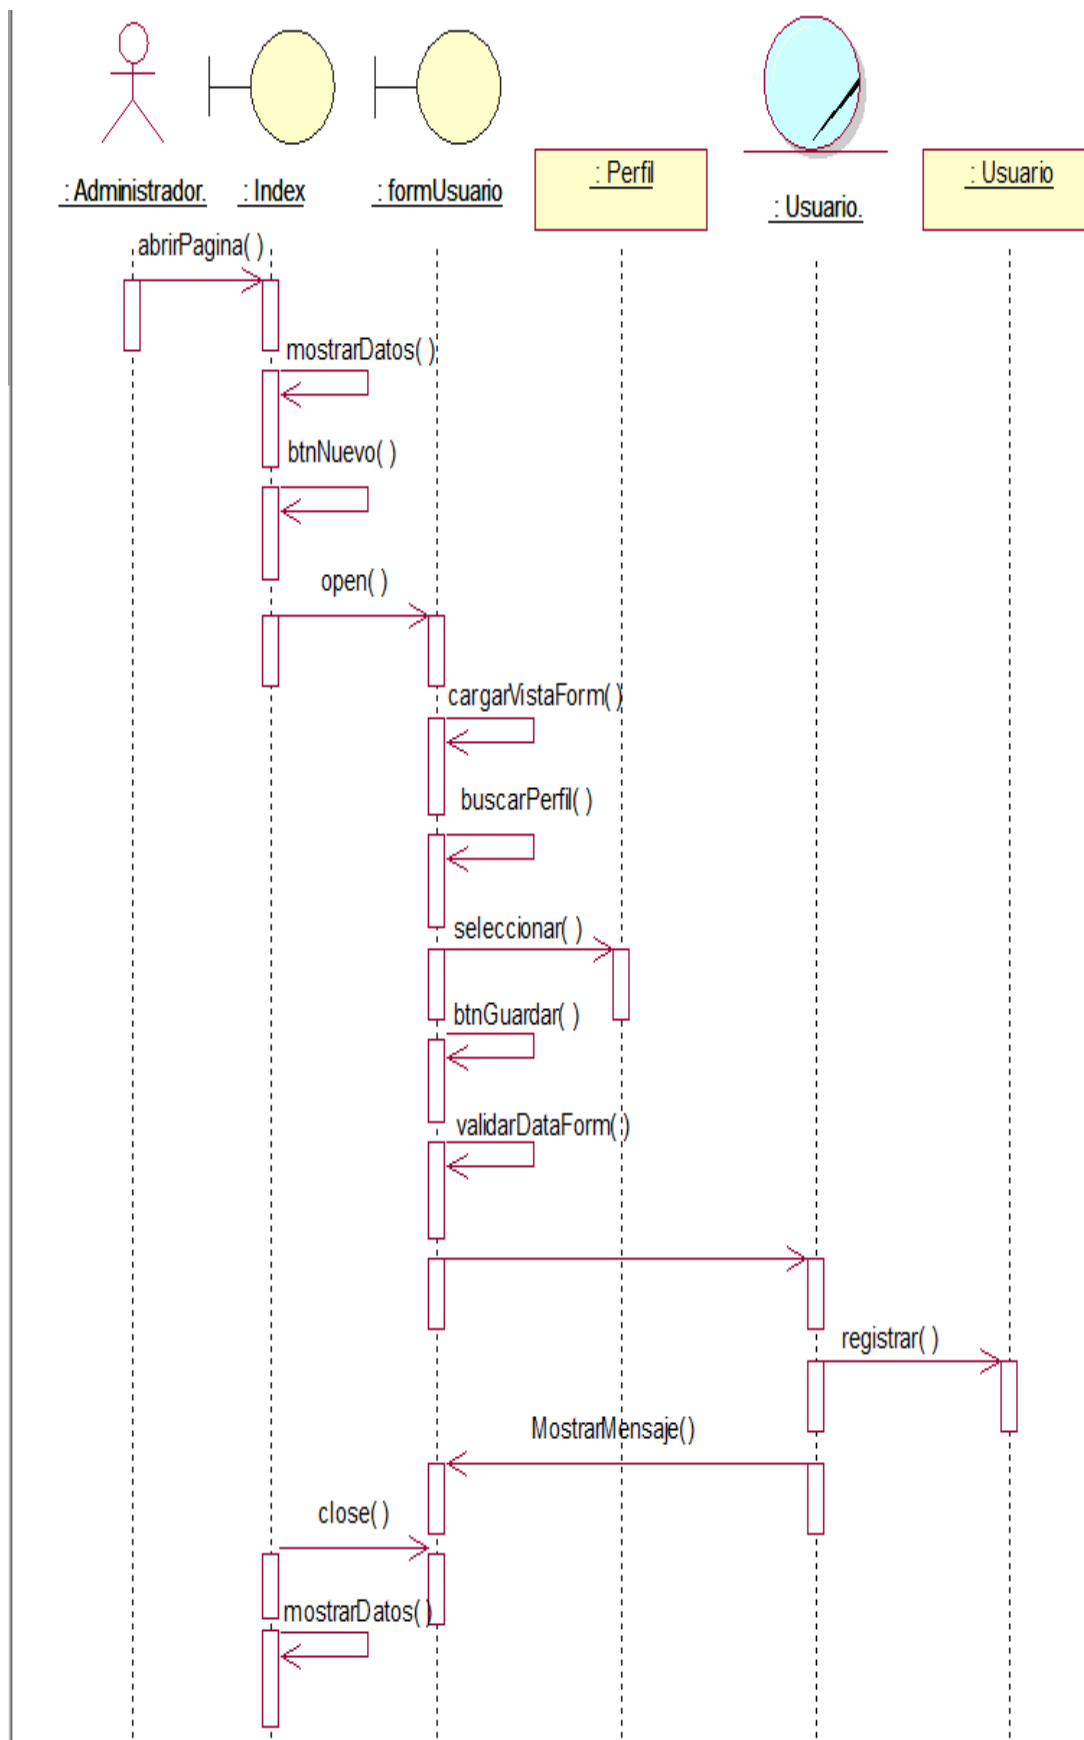 : Administrador.
: Index
: formUsuario
: Perfil
: Usuario.
: Usuario
abrirPagina( )
mostrarDatos( )
btnNuevo( )
open( )
cargarVistaForm( )
buscarPerfil( )
seleccionar( )
btnGuardar( )
validarDataForm( )
registrar( )
MostrarMensaje()
close( )
mostrarDatos( )